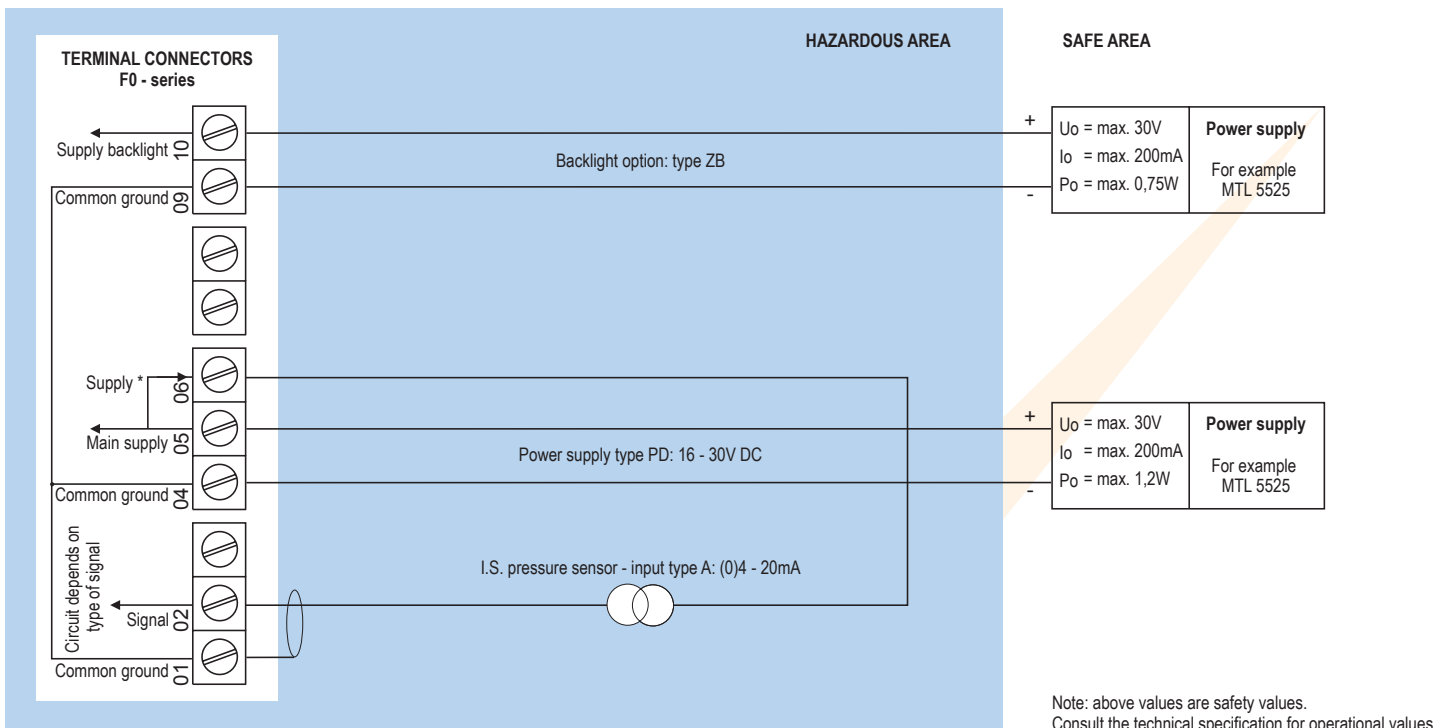 HAZARDOUS AREA
SAFE AREA
TERMINAL CONNECTORS
F0 - series
Supply backlight
10
Common ground
09
Backlight option: type ZB
+
-
Uo = max. 30V
Io = max. 200mA
Po = max. 0,75W
Power supply
For example
MTL 5525
Supply *
06
Main supply
05
Common ground
04
Power supply type PD: 16 - 30V DC
+
-
Uo = max. 30V
Io = max. 200mA
Po = max. 1,2W
Power supply
For example
MTL 5525
Circuit depends on
type of signal
Signal
02
Common ground
01
I.S. pressure sensor - input type A: (0)4 - 20mA
Note: above values are safety values.
Consult the technical specification for operational values